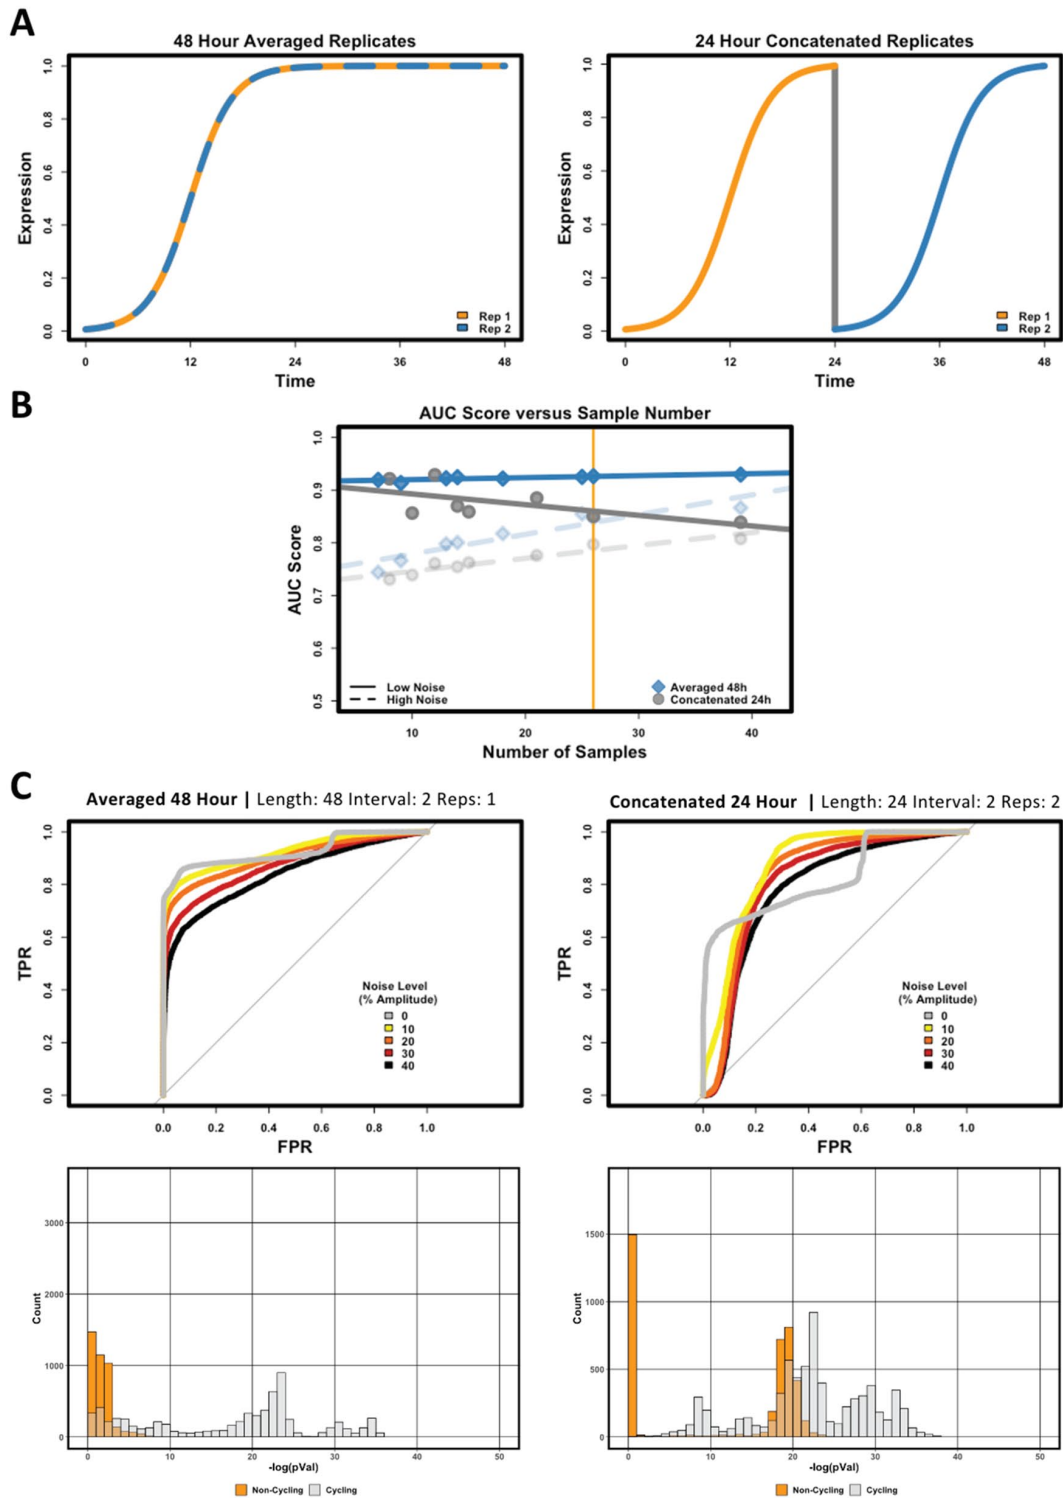 A
48 Hour Averaged Replicates
24 Hour Concatenated Replicates
Expression
0.0 0.2 0.4 0.6 0.8 1.0
Rep 1
Rep 2
0 12 24 36 48
Time
Expression
0.0 0.2 0.4 0.6 0.8 1.0
Rep 1
Rep 2
0 12 24 36 48
Time
B
AUC Score versus Sample Number
AUC Score
0.5 0.6 0.7 0.8 0.9 1.0
Low Noise
High Noise
Averaged 48h
Concatenated 24h
10 20 30 40
Number of Samples
C
Averaged 48 Hour | Length: 48 Interval: 2 Reps: 1
TPR
0.0 0.2 0.4 0.6 0.8 1.0
Noise Level
(% Amplitude)
0
10
20
30
40
0.0 0.2 0.4 0.6 0.8 1.0
FPR
Concatenated 24 Hour | Length: 24 Interval: 2 Reps: 2
TPR
0.0 0.2 0.4 0.6 0.8 1.0
Noise Level
(% Amplitude)
0
10
20
30
40
0.0 0.2 0.4 0.6 0.8 1.0
FPR
Count
3000
2000
1000
0
0 10 20 30 40 50
-log(pVal)
Non-Cycling Cycling
Count
1500
1000
500
0
0 10 20 30 40 50
-log(pVal)
Non-Cycling Cycling